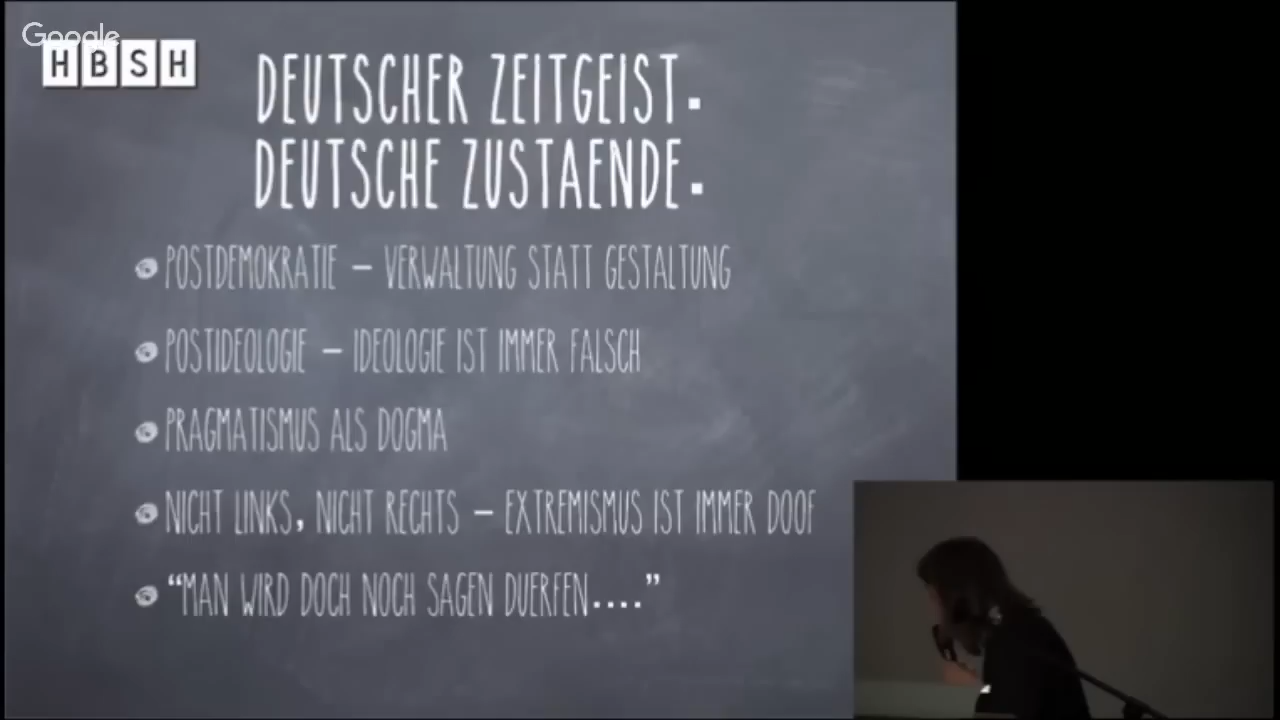 Google
HBSH
DEUTSCHER ZEITGEIST.
DEUTSCHE ZUSTAENDE.
POSTDEMOKRATIE – VERWALTUNG STATT GESTALTUNG
POSTIDEOLOGIE – IDEOLOGIE IST IMMER FALSCH
PRAGMATISMUS ALS DOGMA
NICHT LINKS, NICHT RECHTS – EXTREMISMUS IST IMMER DOOF
“MAN WIRD DOCH NOCH SAGEN DUERFEN....”